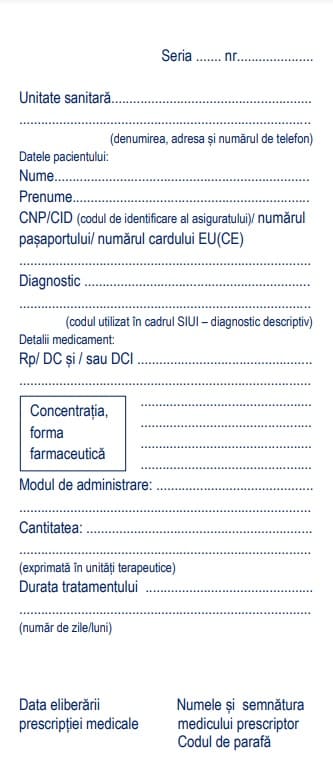 Seria ....... nr.....................
Unitate sanitară.......................................................
................................................................................
(denumirea, adresa și numărul de telefon)
Datele pacientului:
Nume......................................................................
Prenume.................................................................
CNP/CID (codul de identificare al asiguratului)/ numărul
pașaportului/ numărul cardului EU(CE)
................................................................................
Diagnostic ..............................................................
................................................................................
(codul utilizat în cadrul SIUI – diagnostic descriptiv)
Detalii medicament:
Rp/ DC și / sau DCI ................................................
................................................................................
Concentrația,
forma
farmaceutică
...............................................
...............................................
...............................................
...............................................
Modul de administrare: ...........................................
................................................................................
Cantitatea: ..............................................................
................................................................................
(exprimată în unități terapeutice)
Durata tratamentului ..............................................
................................................................................
(număr de zile/luni)
Data eliberării
prescripției medicale
Numele și semnătura
medicului prescriptor
Codul de parafă